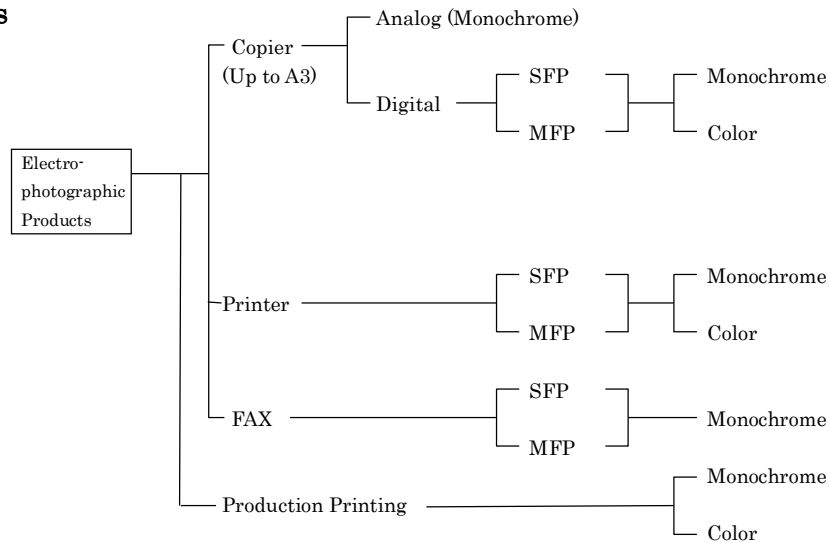 s
Analog (Monochrome)
Copier
(Up to A3)
SFP
Monochrome
Digital
MFP
Color
Electro-
photographic
Products
SFP
Monochrome
Printer
MFP
Color
SFP
FAX
Monochrome
MFP
Monochrome
Production Printing
Color